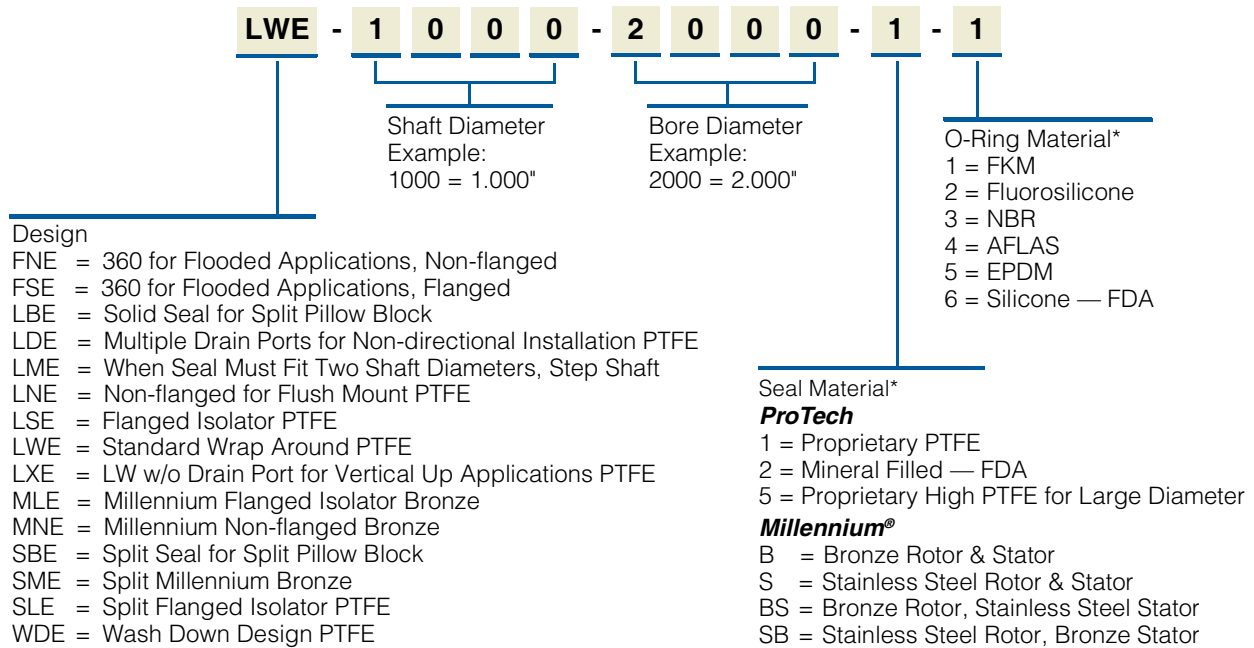 LWE - 1 0 0 0 - 2 0 0 0 - 1 - 1
Shaft Diameter
Example:
1000 = 1.000"
Bore Diameter
Example:
2000 = 2.000"
O-Ring Material*
1 = FKM
2 = Fluorosilicone
3 = NBR
4 = AFLAS
5 = EPDM
6 = Silicone — FDA
Design
FNE = 360 for Flooded Applications, Non-flanged
FSE = 360 for Flooded Applications, Flanged
LBE = Solid Seal for Split Pillow Block
LDE = Multiple Drain Ports for Non-directional Installation PTFE
LME = When Seal Must Fit Two Shaft Diameters, Step Shaft
LNE = Non-flanged for Flush Mount PTFE
LSE = Flanged Isolator PTFE
LWE = Standard Wrap Around PTFE
LXE = LW w/o Drain Port for Vertical Up Applications PTFE
MLE = Millennium Flanged Isolator Bronze
MNE = Millennium Non-flanged Bronze
SBE = Split Seal for Split Pillow Block
SME = Split Millennium Bronze
SLE = Split Flanged Isolator PTFE
WDE = Wash Down Design PTFE
Seal Material*
ProTech
1 = Proprietary PTFE
2 = Mineral Filled — FDA
5 = Proprietary High PTFE for Large Diameter
Millennium®
B = Bronze Rotor & Stator
S = Stainless Steel Rotor & Stator
BS = Bronze Rotor, Stainless Steel Stator
SB = Stainless Steel Rotor, Bronze Stator